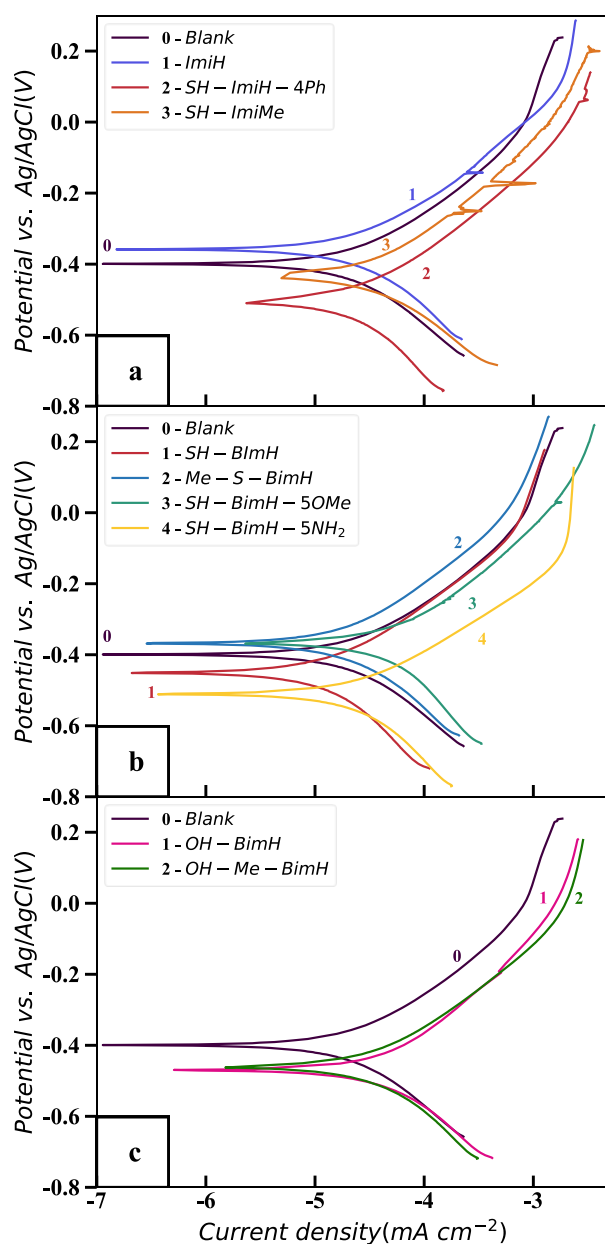 0 - Blank
1 - ImiH
2 - SH − ImiH − 4Ph
3 - SH − ImiMe
0.2
0.0
-0.2
-0.4
-0.6
-0.8
Potential vs. Ag/AgCl(V)
0
1
3
2
a
0 - Blank
1 - SH − BImH
2 - Me − S − BimH
3 - SH − BimH − 5OMe
4 - SH − BimH − 5NH₂
0.2
0.0
-0.2
-0.4
-0.6
-0.8
Potential vs. Ag/AgCl(V)
2
3
0
4
1
b
0 - Blank
1 - OH − BimH
2 - OH − Me − BimH
0.2
0.0
-0.2
-0.4
-0.6
-0.8
Potential vs. Ag/AgCl(V)
1
2
0
c
-7
-6
-5
-4
-3
Current density(mA cm⁻²)